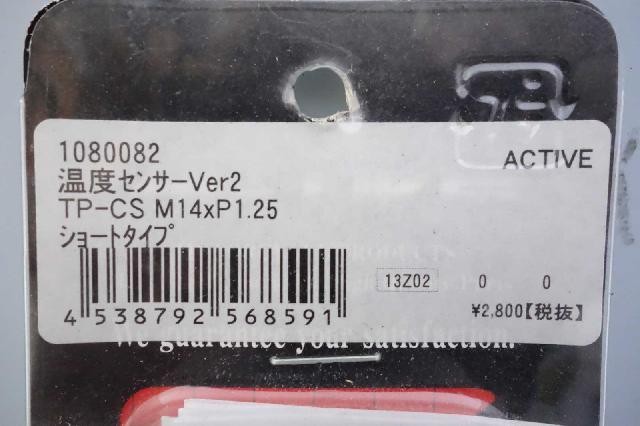 1080082
ACTIVE
温度ｾﾝｻｰVer2
TP-CS M14xP1.25
ｼｮｰﾄﾀｲﾌﾟ
13Z02 0 0
4 538792 568591
¥2,800【税抜】
We guarantee your satisfaction.